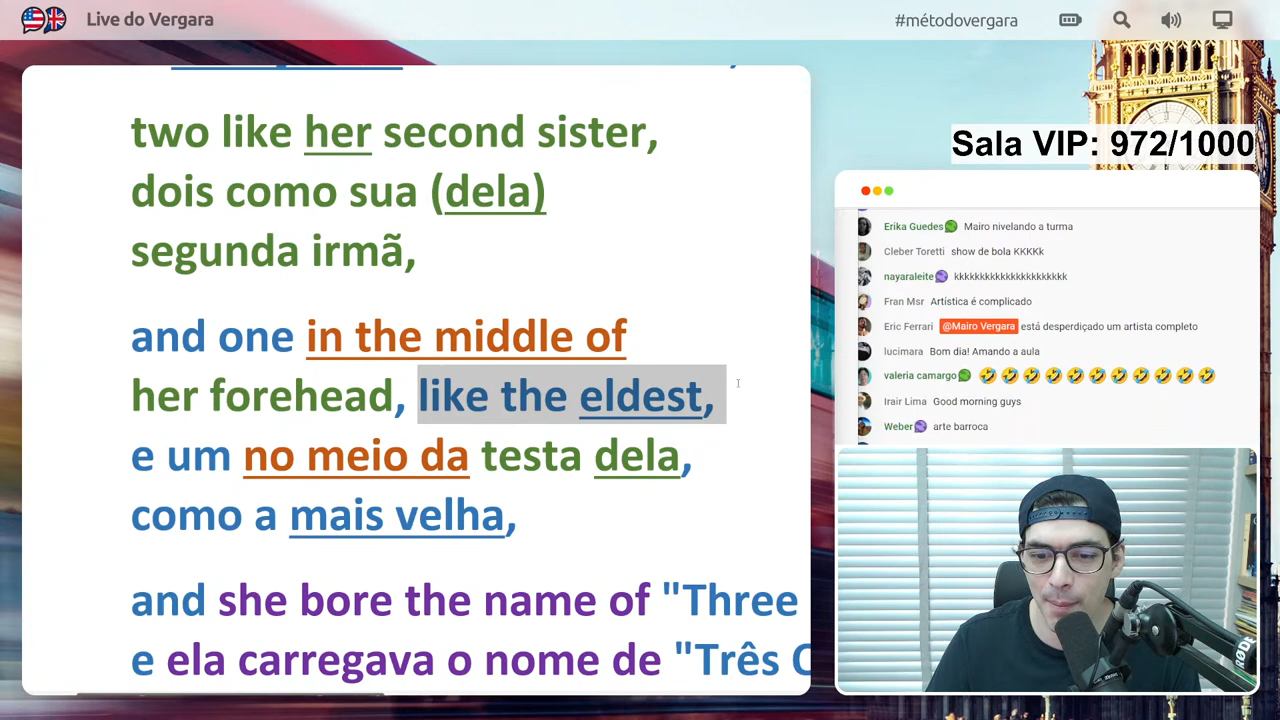 Live do Vergara
#métodovergara
two like her second sister,
dois como sua (dela)
segunda irmã,
and one in the middle of
her forehead, like the eldest,
e um no meio da testa dela,
como a mais velha,
and she bore the name of "Three
e ela carregava o nome de "Três
Sala VIP: 972/1000
Erika Guedes Mairo nivelando a turma
Cleber Toretti show de bola KKKKk
nayaraleite kkkkkkkkkkkkkkkkkkkkkk
Fran Msr Artística é complicado
Eric Ferrari @Mairo Vergara está desperdiçado um artista completo
lucimara Bom dia! Amando a aula
valeria camargo 🤣🤣🤣🤣🤣🤣🤣🤣🤣🤣
Irair Lima Good morning guys
Weber arte barroca
RØDE